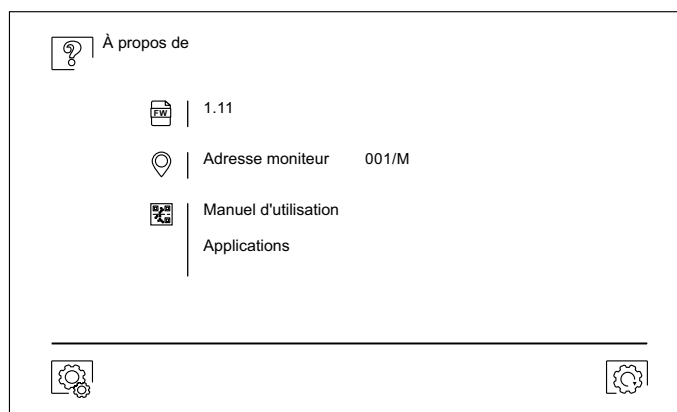 À propos de
FW
1.11
Adresse moniteur 001/M
Manuel d'utilisation
Applications